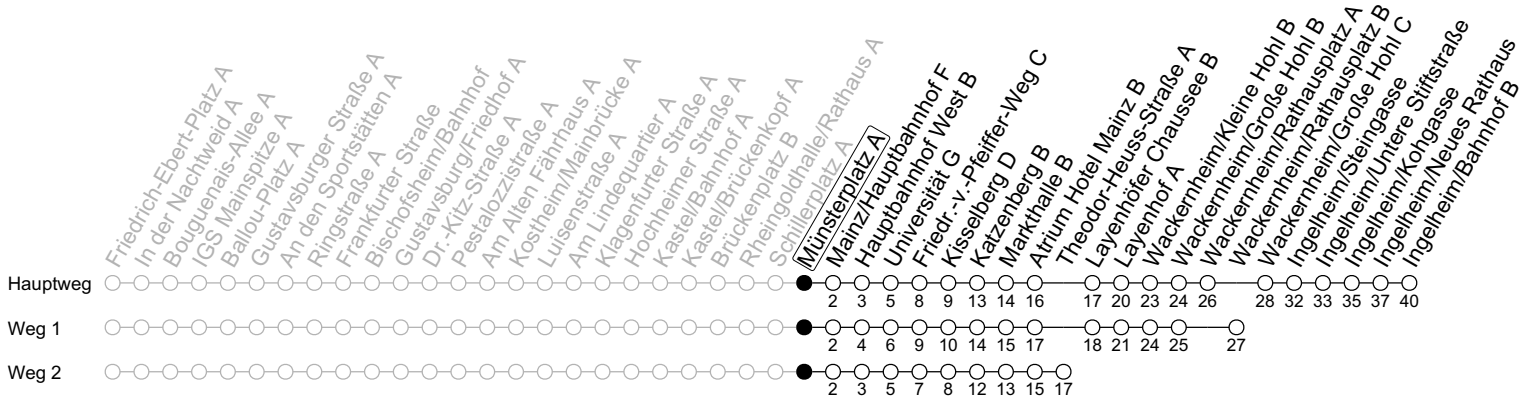 Friedrich-Ebert-Platz A
In der Nachtweid A
Bouguenais-Allee A
IGS Mainspitze A
Ballou-Platz A
Gustavsburger Straße A
An den Sportstätten A
Ringstraße A
Frankfurter Straße
Bischofsheim/Bahnhof
Gustavsburg/Friedhof A
Dr.-Kitz-Straße A
Pestalozzistraße A
Am Alten Fährhaus A
Kostheim/Mainbrücke A
Luisenstraße A
Am Lindequartier A
Klagenfurter Straße A
Hochheimer Straße A
Kastel/Bahnhof A
Kastel/Brückenkopf A
Brückenplatz B
Rheingoldhalle/Rathaus A
Schillerplatz A
Münsterplatz A
Mainz/Hauptbahnhof F
Hauptbahnhof West B
Universität G
Friedr.-v.-Pfeiffer-Weg C
Kisselberg D
Katzenberg B
Markthalle B
Atrium Hotel Mainz B
Theodor-Heuss-Straße A
Layenhöfer Chaussee B
Layenhof A
Wackernheim/Kleine Hohl B
Wackernheim/Große Hohl B
Wackernheim/Rathausplatz A
Wackernheim/Rathausplatz B
Wackernheim/Große Hohl C
Ingelheim/Steingasse
Ingelheim/Untere Stiftstraße
Ingelheim/Kohgasse
Ingelheim/Neues Rathaus
Ingelheim/Bahnhof B
Hauptweg
2 3 5 8 9 13 14 16 17 20 23 24 26 28 32 33 35 37 40
Weg 1
2 4 6 9 10 14 15 17 18 21 24 25 27
Weg 2
2 3 5 7 8 12 13 15 17